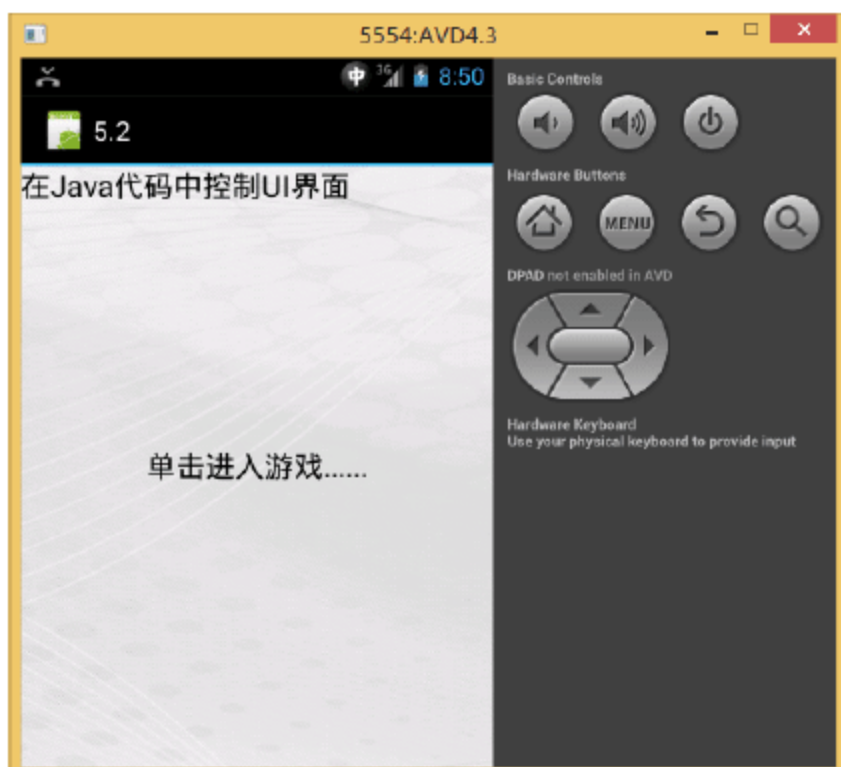 5554:AVD4.3
中 3G 8:50
5.2
在Java代码中控制UI界面
单击进入游戏......
Basic Controls
Hardware Buttons
MENU
DPAD not enabled in AVD
Hardware Keyboard
Use your physical keyboard to provide input